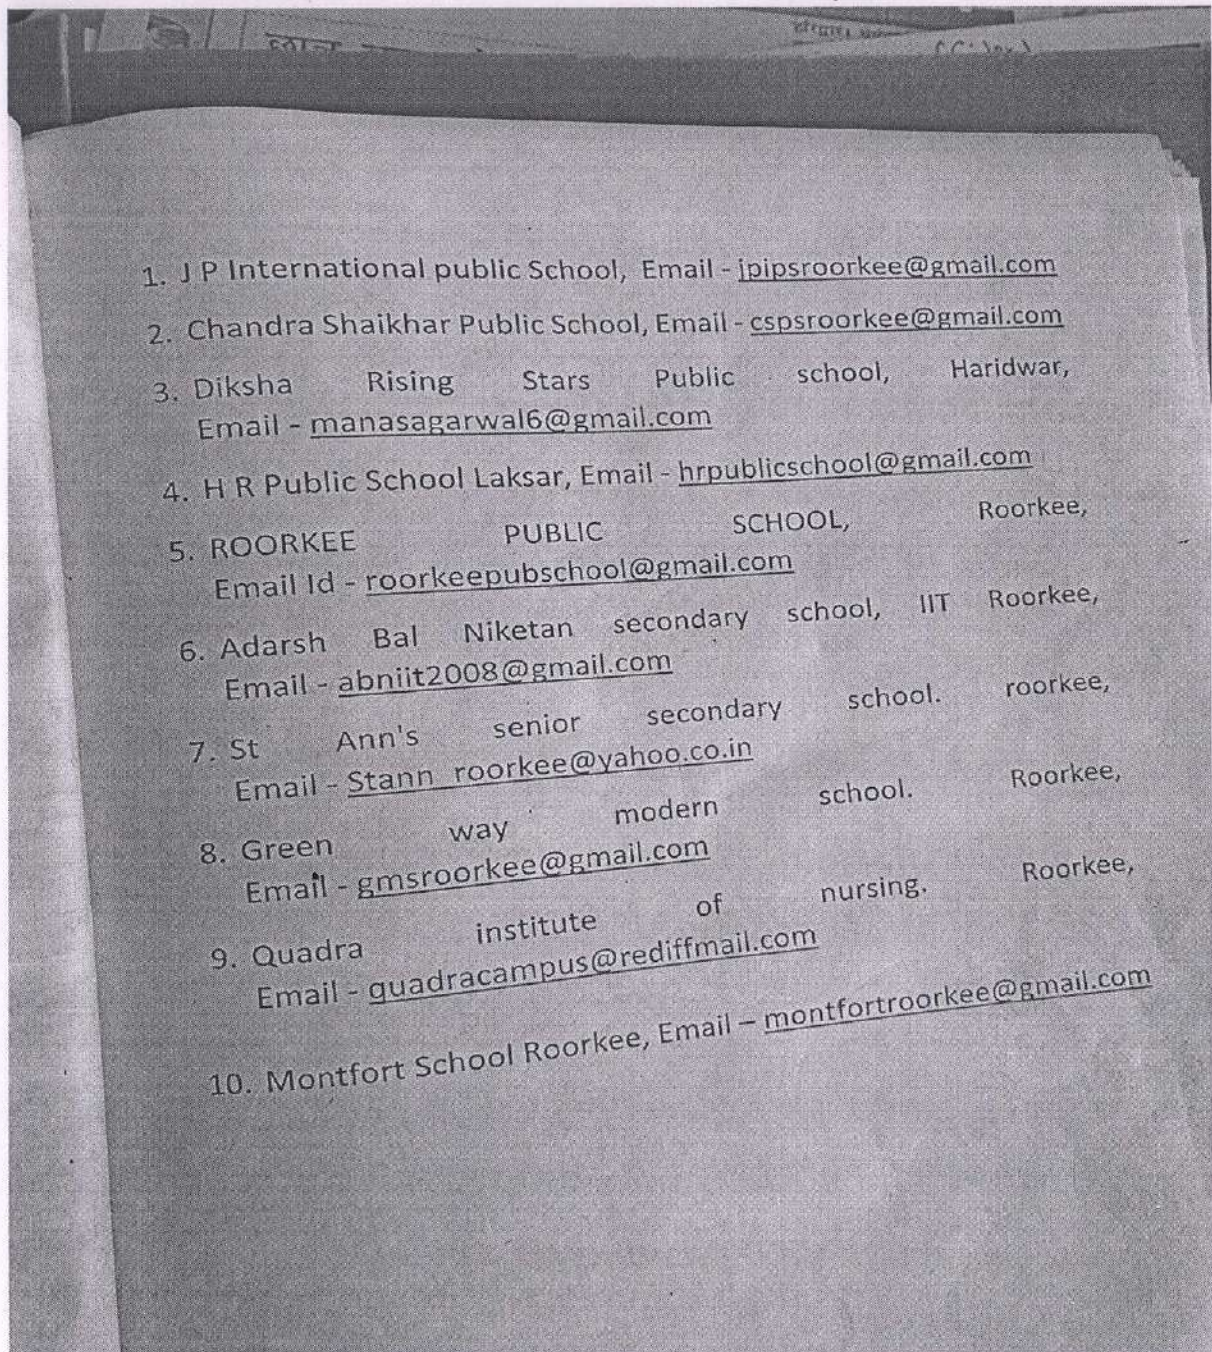 1. J P International public School, Email - jpipsroorkee@gmail.com
2. Chandra Shaikhar Public School, Email - cspsroorkee@gmail.com
3. Diksha Rising Stars Public school, Haridwar,
Email - manasagarwal6@gmail.com
4. H R Public School Laksar, Email - hrpublicschool@gmail.com
5. ROORKEE PUBLIC SCHOOL, Roorkee,
Email Id - roorkeepubschool@gmail.com
6. Adarsh Bal Niketan secondary school, IIT Roorkee,
Email - abniit2008@gmail.com
7. St Ann's senior secondary school. roorkee,
Email - Stann_roorkee@yahoo.co.in
8. Green way modern school. Roorkee,
Email - gmsroorkee@gmail.com
9. Quadra institute of nursing. Roorkee,
Email - quadracampus@rediffmail.com
10. Montfort School Roorkee, Email – montfortroorkee@gmail.com